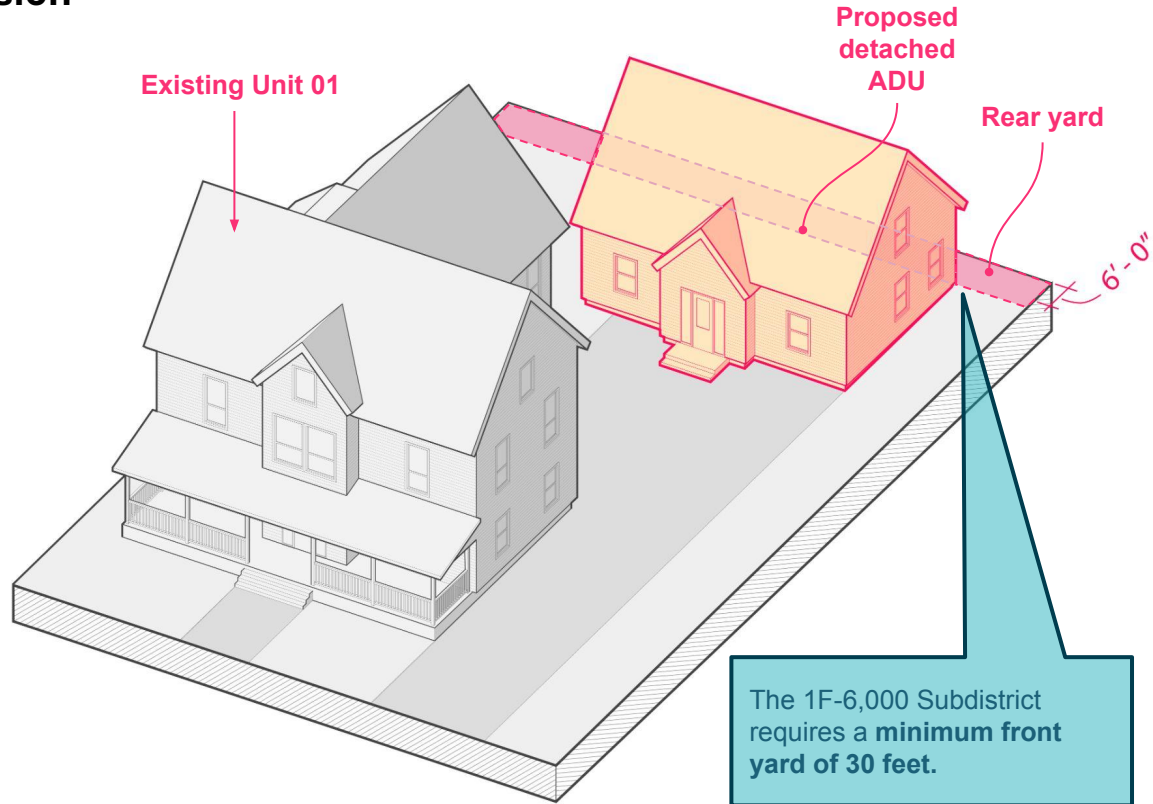 Proposed
detached
ADU
Existing Unit 01
Rear yard
6'-0"
The 1F-6,000 Subdistrict
requires a minimum front
yard of 30 feet.